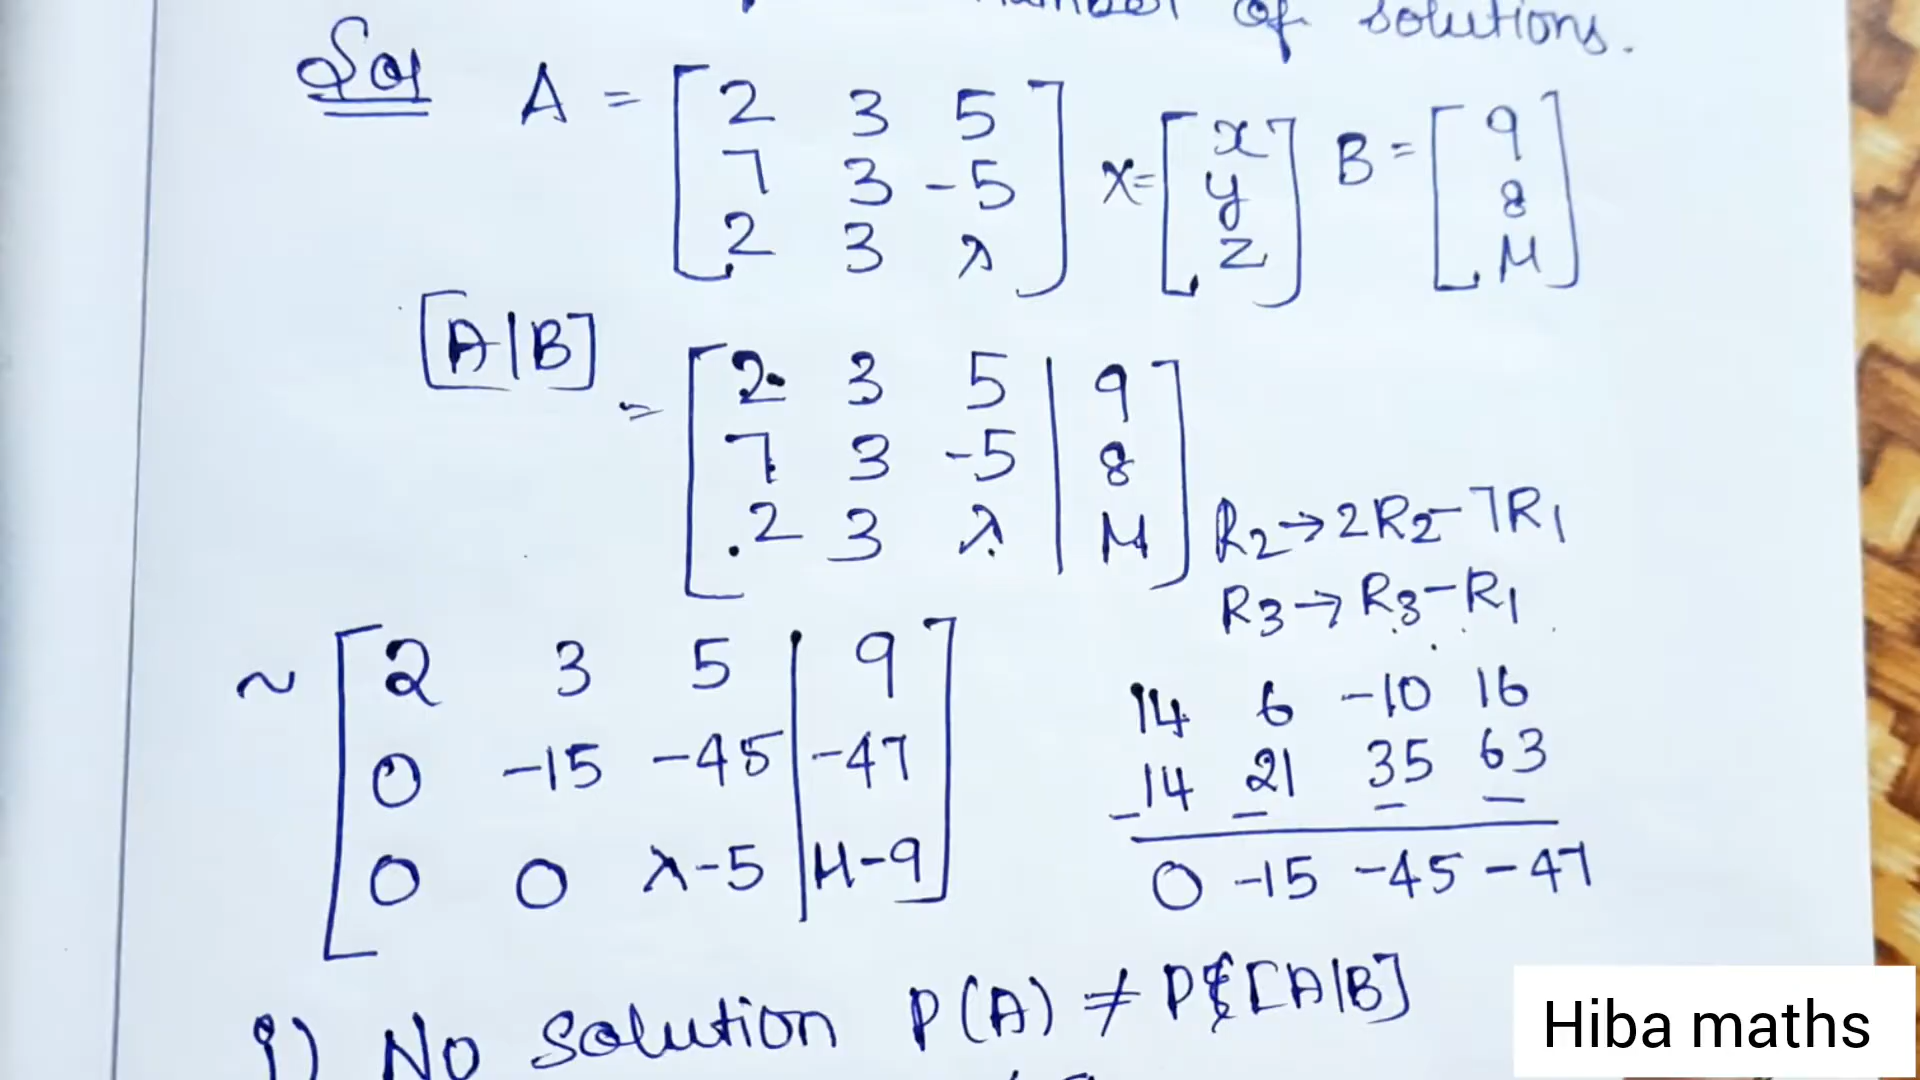 number of solutions.
Sol A = [2 3 5 7 3 -5 2 3 λ] X= [x y z] B = [9 8 μ]
[A|B]
= [2 3 5 | 9
7 3 -5 | 8
2 3 λ | μ] R2→2R2-7R1
R3→R3-R1
~ [2 3 5 | 9
0 -15 -45 | -47
0 0 λ-5 | μ-9]
14 6 -10 16
-14 21 35 63
0 -15 -45 -47
i) No solution P(A) ≠ P[A|B]
Hiba maths